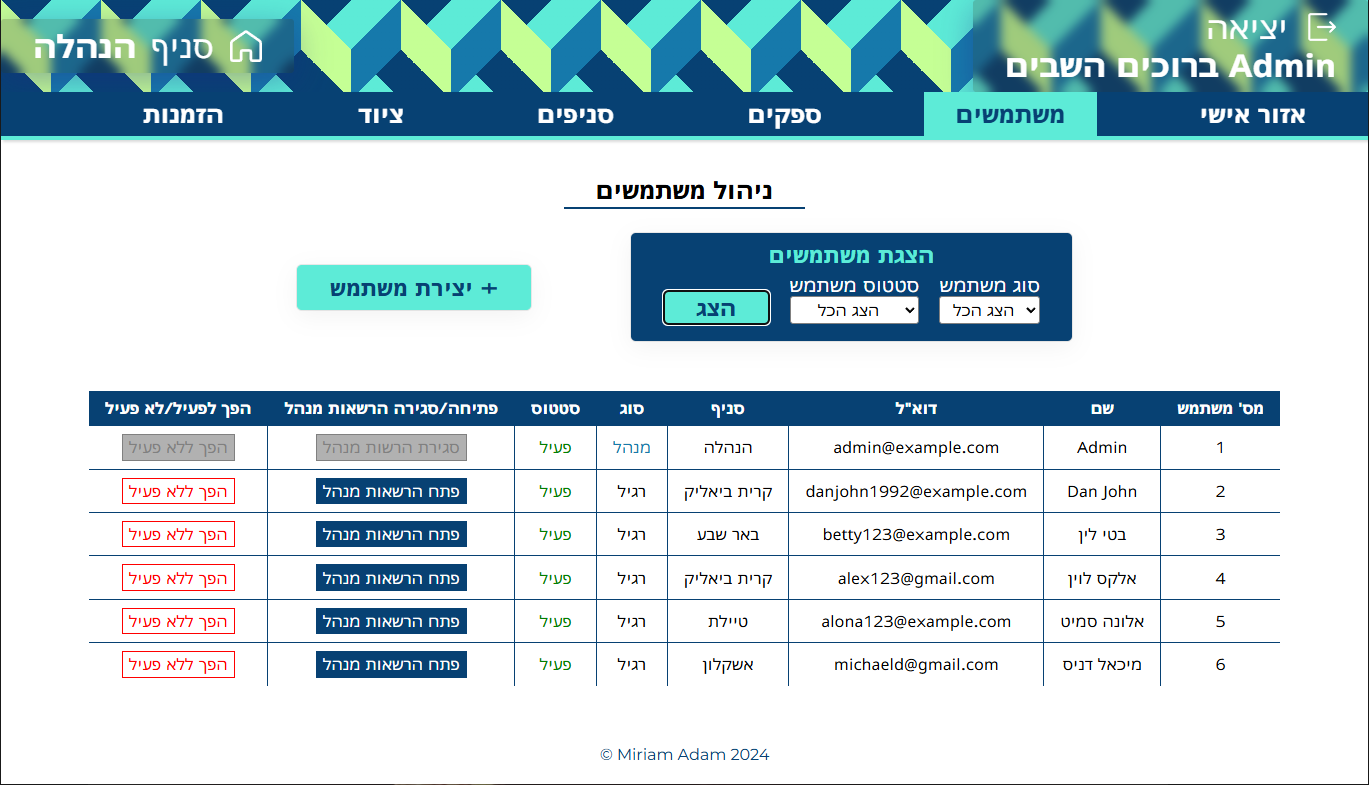 יציאה
Admin ברוכים השבים
סניף הנהלה
אזור אישי משתמשים ספקים סניפים ציוד הזמנות
ניהול משתמשים
הצגת משתמשים
סוג משתמש סטטוס משתמש
הצג הכל הצג הכל הצג
+ יצירת משתמש
מס' משתמש שם דוא"ל סניף סוג סטטוס פתיחה/סגירה הרשאות מנהל הפך לפעיל/לא פעיל
1 Admin admin@example.com הנהלה מנהל פעיל סגירת הרשות מנהל הפך ללא פעיל
2 Dan John danjohn1992@example.com קרית ביאליק רגיל פעיל פתח הרשאות מנהל הפך ללא פעיל
3 בטי לין betty123@example.com באר שבע רגיל פעיל פתח הרשאות מנהל הפך ללא פעיל
4 אלקס לוין alex123@gmail.com קרית ביאליק רגיל פעיל פתח הרשאות מנהל הפך ללא פעיל
5 אלונה סמיט alona123@example.com טיילת רגיל פעיל פתח הרשאות מנהל הפך ללא פעיל
6 מיכאל דניס michaeld@gmail.com אשקלון רגיל פעיל פתח הרשאות מנהל הפך ללא פעיל
© Miriam Adam 2024